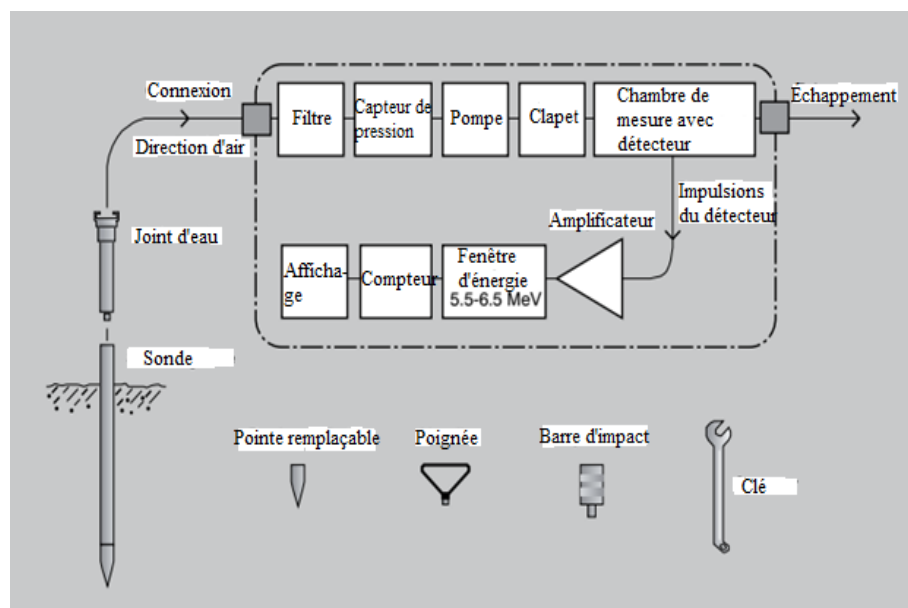 Connexion
Direction d'air
Filtre
Capteur de
pression
Pompe
Clapet
Chambre de
mesure avec
détecteur
Échappement
Impulsions
du détecteur
Amplificateur
Joint d'eau
Afficha-
age
Compteur
Fenêtre
d'énergie
5.5-6.5 MeV
Sonde
Pointe remplaçable
Poignée
Barre d'impact
Clé